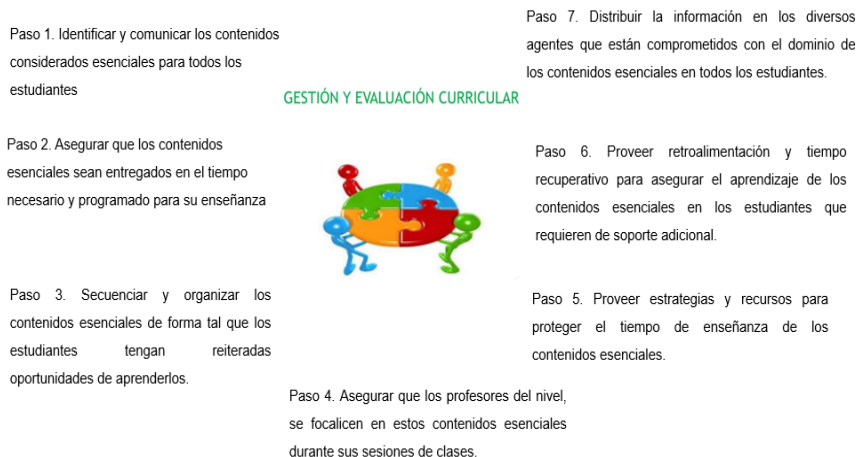 GESTIÓN Y EVALUACIÓN CURRICULAR
Paso 1. Identificar y comunicar los contenidos
considerados esenciales para todos los
estudiantes
Paso 2. Asegurar que los contenidos
esenciales sean entregados en el tiempo
necesario y programado para su enseñanza
Paso 3. Secuenciar y organizar los
contenidos esenciales de forma tal que los
estudiantes tengan reiteradas
oportunidades de aprenderlos.
Paso 4. Asegurar que los profesores del nivel,
se focalicen en estos contenidos esenciales
durante sus sesiones de clases.
Paso 5. Proveer estrategias y recursos para
proteger el tiempo de enseñanza de los
contenidos esenciales.
Paso 6. Proveer retroalimentación y tiempo
recuperativo para asegurar el aprendizaje de los
contenidos esenciales en los estudiantes que
requieren de soporte adicional.
Paso 7. Distribuir la información en los diversos
agentes que están comprometidos con el dominio de
los contenidos esenciales en todos los estudiantes.